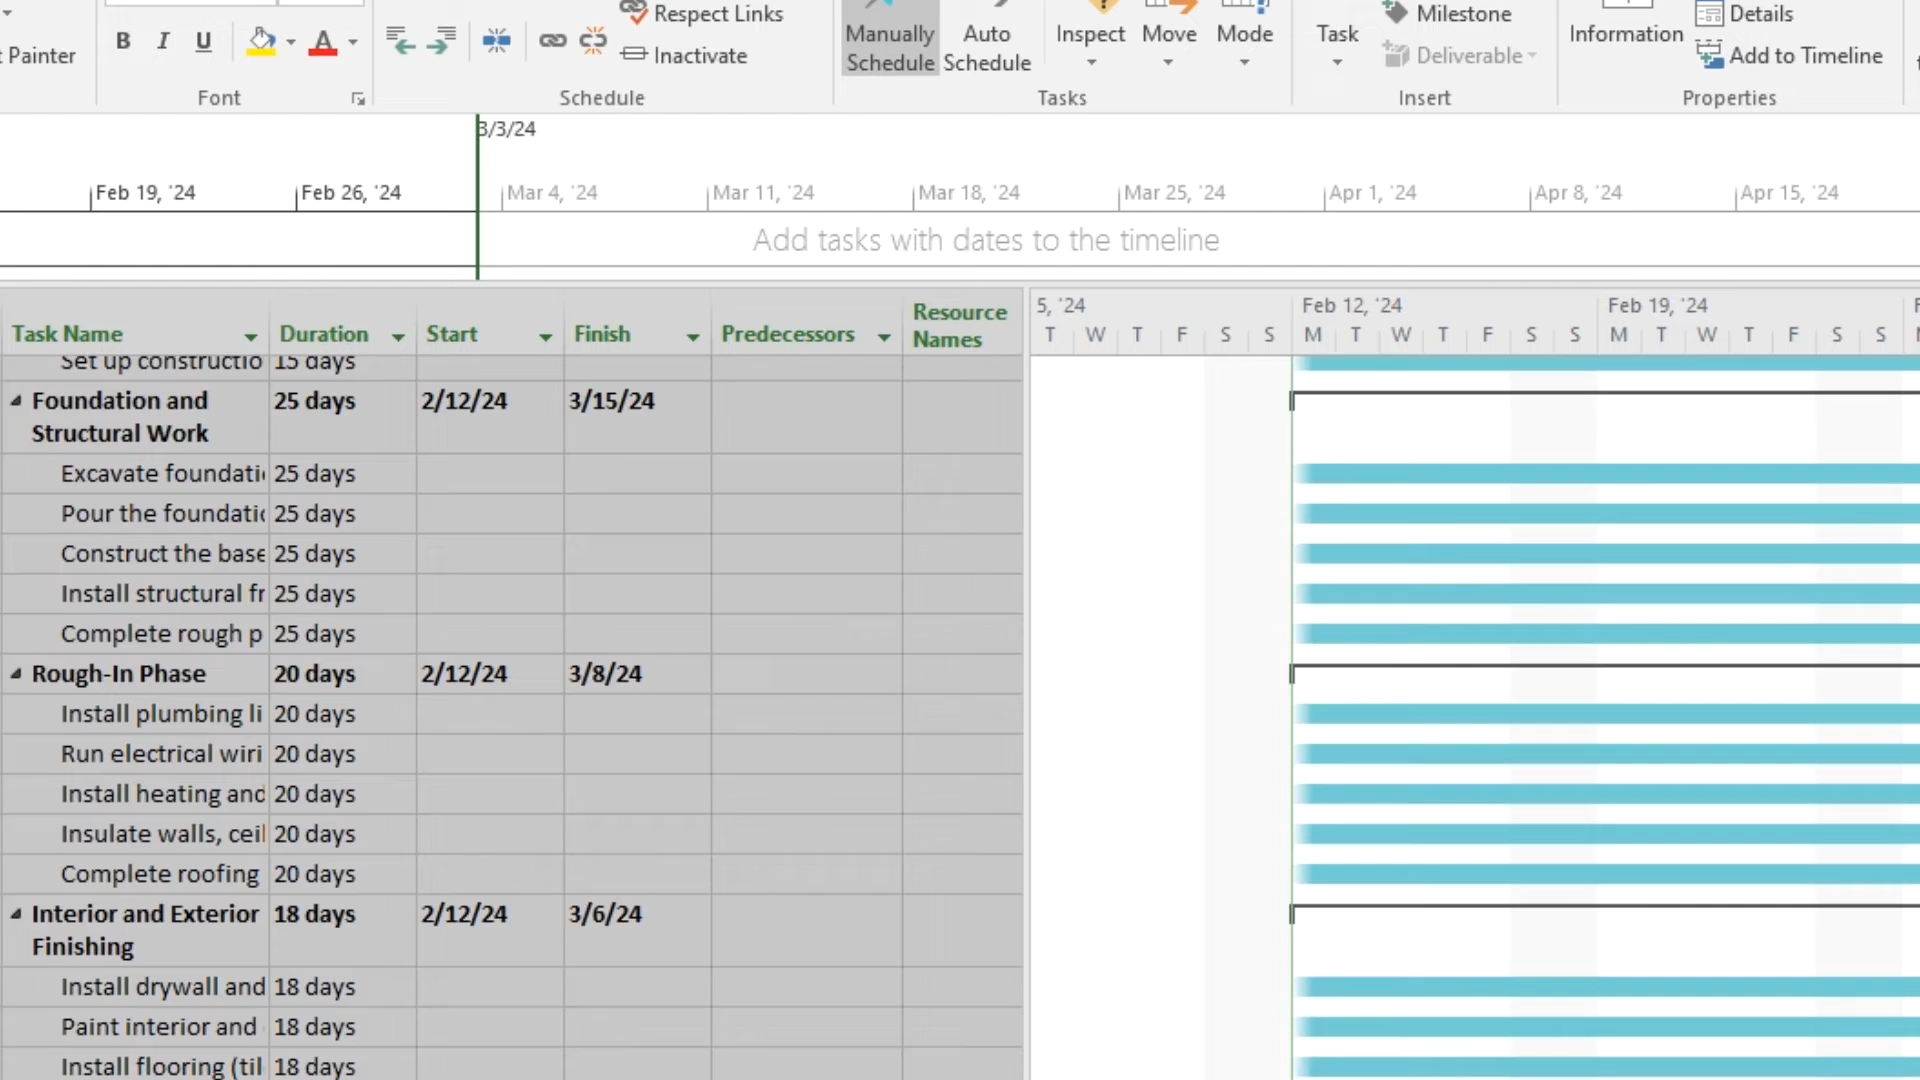 Respect Links
Milestone
Details
Painter
B I U A
Inactivate
Manually Schedule
Auto Schedule
Inspect
Move
Mode
Task
Deliverable
Information
Add to Timeline
Font
Schedule
Tasks
Insert
Properties
3/3/24
Feb 19, '24 Feb 26, '24 Mar 4, '24 Mar 11, '24 Mar 18, '24 Mar 25, '24 Apr 1, '24 Apr 8, '24 Apr 15, '24
Add tasks with dates to the timeline
Task Name Duration Start Finish Predecessors Resource Names
5, '24 Feb 12, '24 Feb 19, '24
T W T F S S M T W T F S S M T W T F S S
Set up constructio 15 days
Foundation and Structural Work 25 days 2/12/24 3/15/24
Excavate foundati 25 days
Pour the foundatic 25 days
Construct the base 25 days
Install structural fr 25 days
Complete rough p 25 days
Rough-In Phase 20 days 2/12/24 3/8/24
Install plumbing li 20 days
Run electrical wiri 20 days
Install heating and 20 days
Insulate walls, ceil 20 days
Complete roofing 20 days
Interior and Exterior Finishing 18 days 2/12/24 3/6/24
Install drywall and 18 days
Paint interior and 18 days
Install flooring (til 18 days